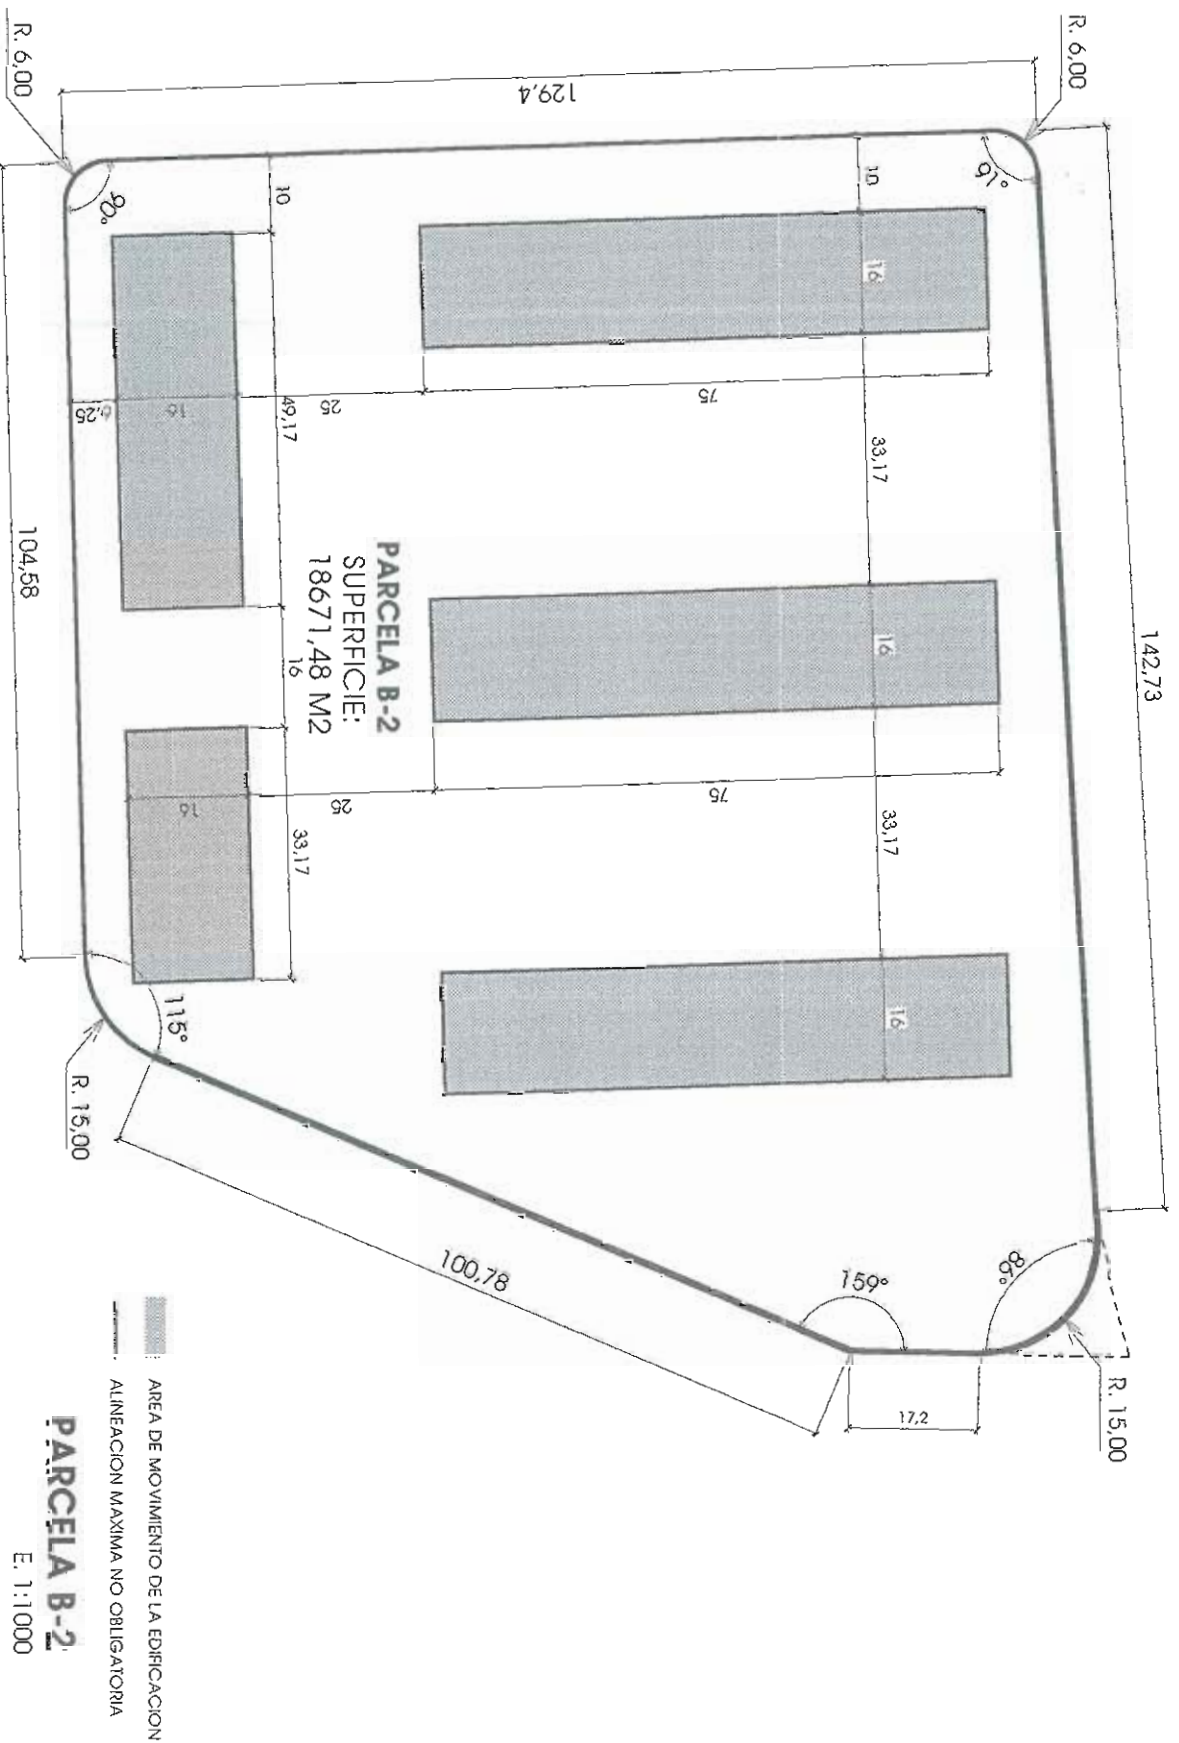 R. 6,00
142,73
R. 15,00
91°
86°
10
16
33,17
16
33,17
16
159°
17,2
129,4
75
75
100,78
PARCELA B-2
SUPERFICIE:
18671,48 M2
25
25
10
49,17
16
33,17
90°
16
16
6,25
115°
R. 6,00
104,58
R. 15,00
AREA DE MOVIMIENTO DE LA EDIFICACION
ALINEACION MAXIMA NO OBLIGATORIA
PARCELA B-2
E. 1:1000